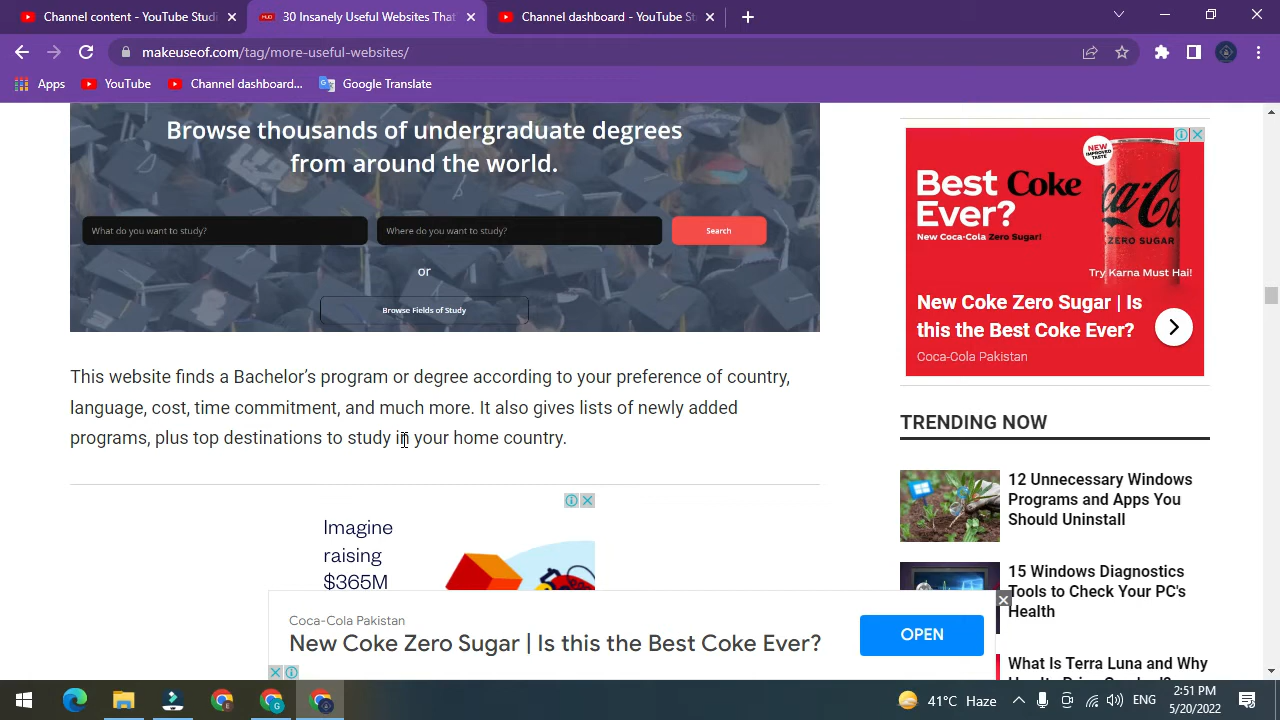 Channel content - YouTube Studi
30 Insanely Useful Websites That
Channel dashboard - YouTube St
makeuseof.com/tag/more-useful-websites/
Apps
YouTube
Channel dashboard...
Google Translate
Browse thousands of undergraduate degrees
from around the world.
What do you want to study?
Where do you want to study?
Search
or
Browse Fields of Study
This website finds a Bachelor's program or degree according to your preference of country,
language, cost, time commitment, and much more. It also gives lists of newly added
programs, plus top destinations to study in your home country.
Imagine
raising
$365M
Coca-Cola Pakistan
New Coke Zero Sugar | Is this the Best Coke Ever?
OPEN
NEW
IMPROVED
TASTE
Best Coke
Ever?
New Coca-Cola Zero Sugar!
Coca-Cola
ZERO SUGAR
Try Karna Must Hai!
New Coke Zero Sugar | Is
this the Best Coke Ever?
Coca-Cola Pakistan
TRENDING NOW
12 Unnecessary Windows
Programs and Apps You
Should Uninstall
15 Windows Diagnostics
Tools to Check Your PC's
Health
What Is Terra Luna and Why
41°C Haze
ENG
2:51 PM
5/20/2022